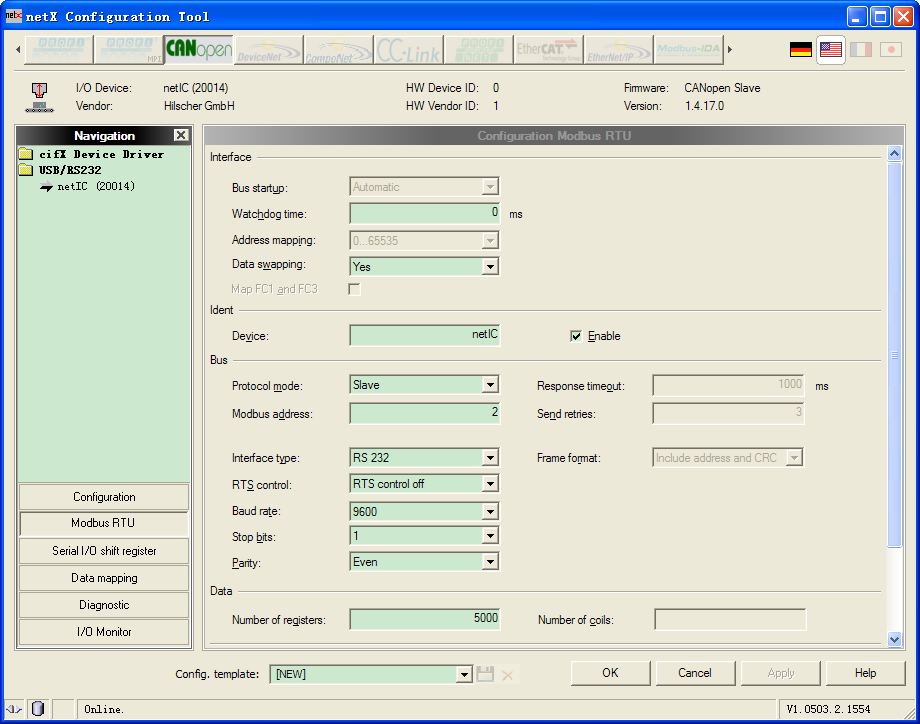 netX Configuration Tool
PROFI
PROFI
MPI
CANopen
DeviceNet
CompoNet
CC-Link
PROFI
EtherCAT
Technology Group
EtherNet/IP
Modbus-IDA
I/O Device: netIC (20014) HW Device ID: 0 Firmware: CANopen Slave
Vendor: Hilscher GmbH HW Vendor ID: 1 Version: 1.4.17.0
Navigation
cifX Device Driver
USB/RS232
netIC (20014)
Configuration
Modbus RTU
Serial I/O shift register
Data mapping
Diagnostic
I/O Monitor
Configuration Modbus RTU
Interface
Bus startup: Automatic
Watchdog time: 0 ms
Address mapping: 0...65535
Data swapping: Yes
Map FC1 and FC3
Ident
Device: netIC Enable
Bus
Protocol mode: Slave Response timeout: 1000 ms
Modbus address: 2 Send retries: 3
Interface type: RS 232 Frame format: Include address and CRC
RTS control: RTS control off
Baud rate: 9600
Stop bits: 1
Parity: Even
Data
Number of registers: 5000 Number of coils:
Config. template: [NEW] OK Cancel Apply Help
Online. V1.0503.2.1554